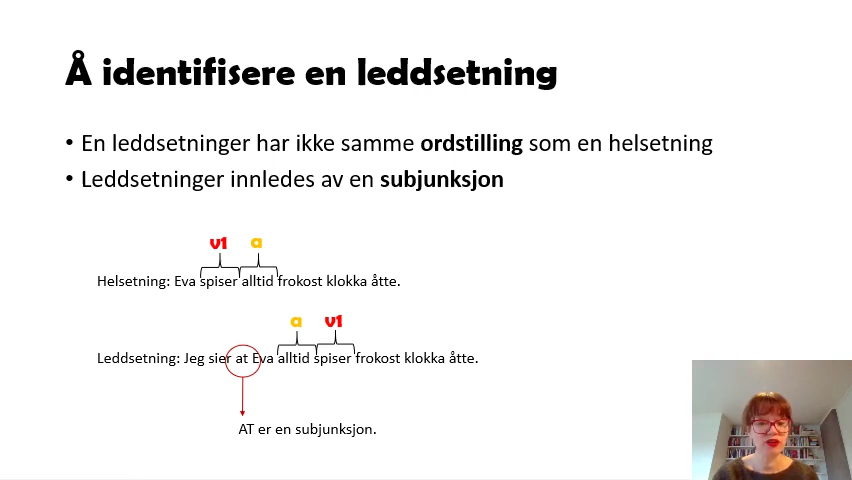 Å identifisere en leddsetning
• En leddsetninger har ikke samme ordstilling som en helsetning
• Leddsetninger innledes av en subjunksjon
v1 a
Helsetning: Eva spiser alltid frokost klokka åtte.
a v1
Leddsetning: Jeg sier at Eva alltid spiser frokost klokka åtte.
AT er en subjunksjon.